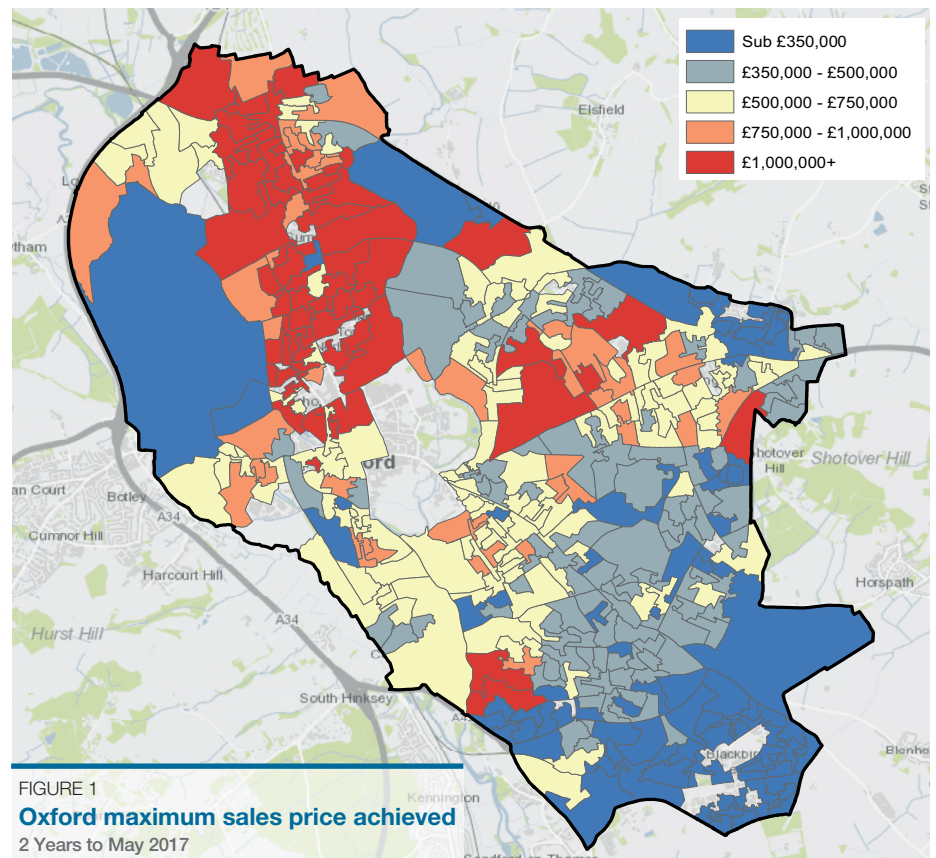 Sub £350,000
£350,000 - £500,000
£500,000 - £750,000
£750,000 - £1,000,000
£1,000,000+
Elsfield
Shotover
Hill
Shotover Hill
Botley
A34
Cumnor Hill
Harcourt Hill
Horspath
A34
Hurst Hill
South Hinksey
Kennington
FIGURE 1
Oxford maximum sales price achieved
2 Years to May 2017